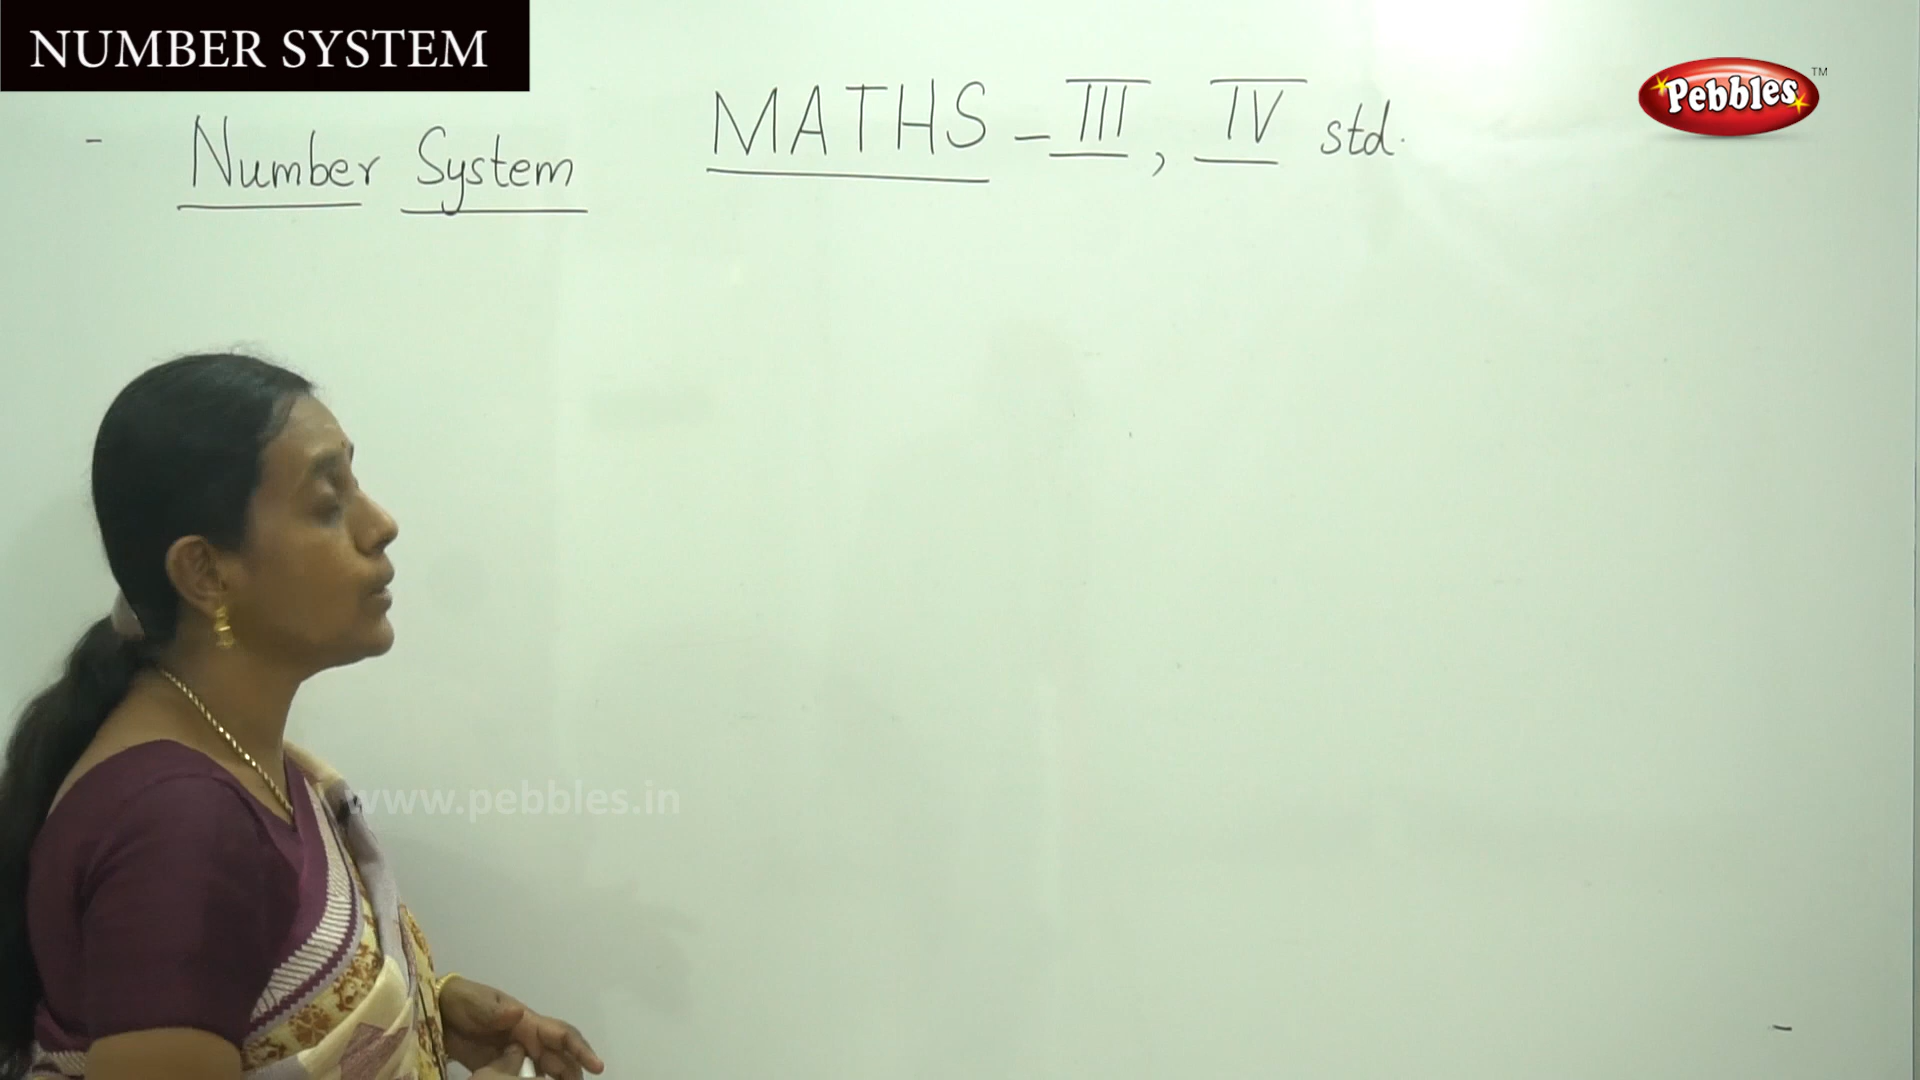 NUMBER SYSTEM
Pebbles TM
MATHS - III, IV std.
- Number System
www.pebbles.in